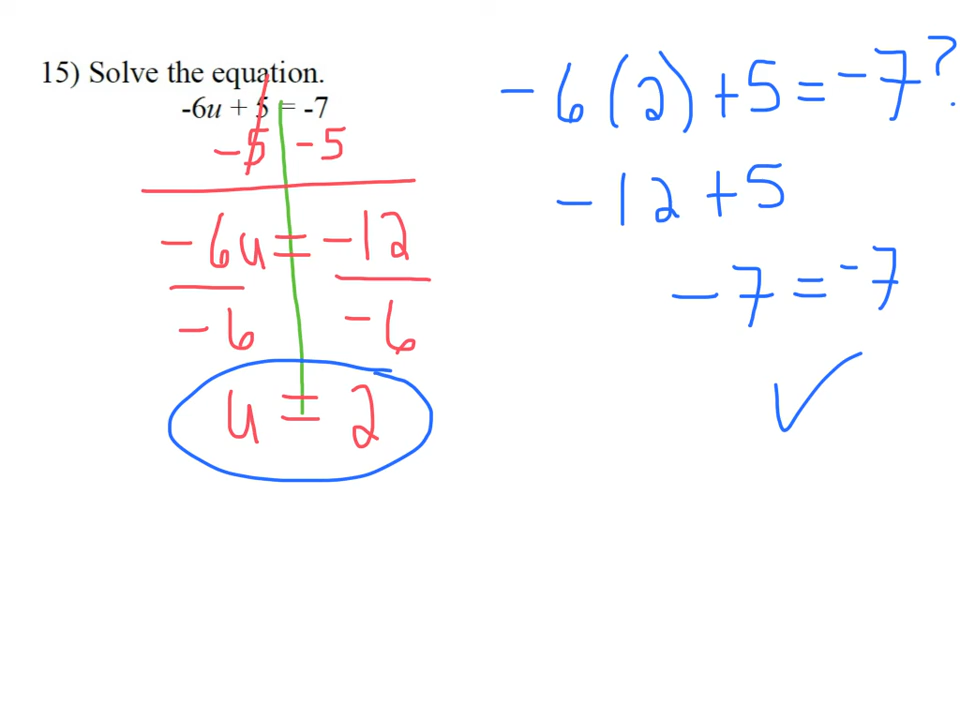 15) Solve the equation.
-6u + 5 = -7
-5 -5
-6u = -12
-6 -6
u = 2
-6(2)+5=-7?
-12+5
-7=-7
✓